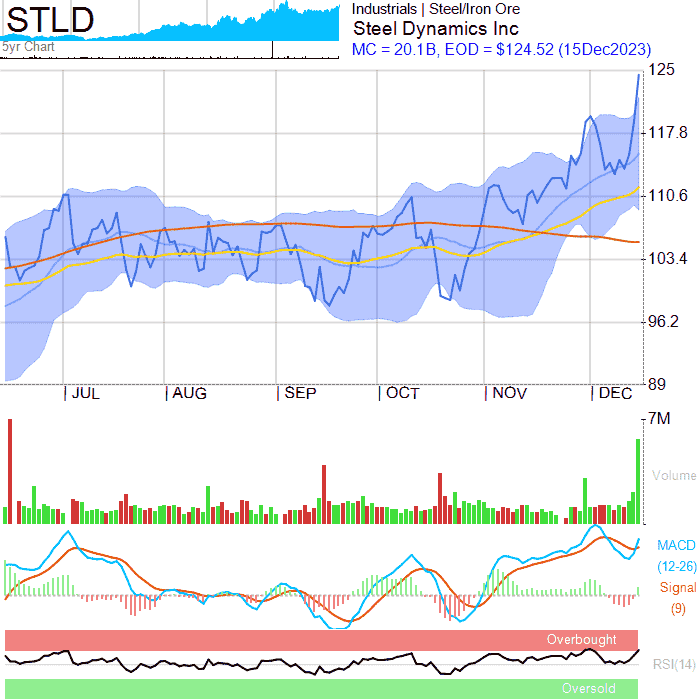 STLD
5yr Chart
Industrials | Steel/Iron Ore
Steel Dynamics Inc
MC = 20.1B, EOD = $124.52 (15Dec2023)
125
117.8
110.6
103.4
96.2
89
JUL AUG SEP OCT NOV DEC
7M
Volume
MACD
(12-26)
Signal
(9)
Overbought
RSI(14)
Oversold